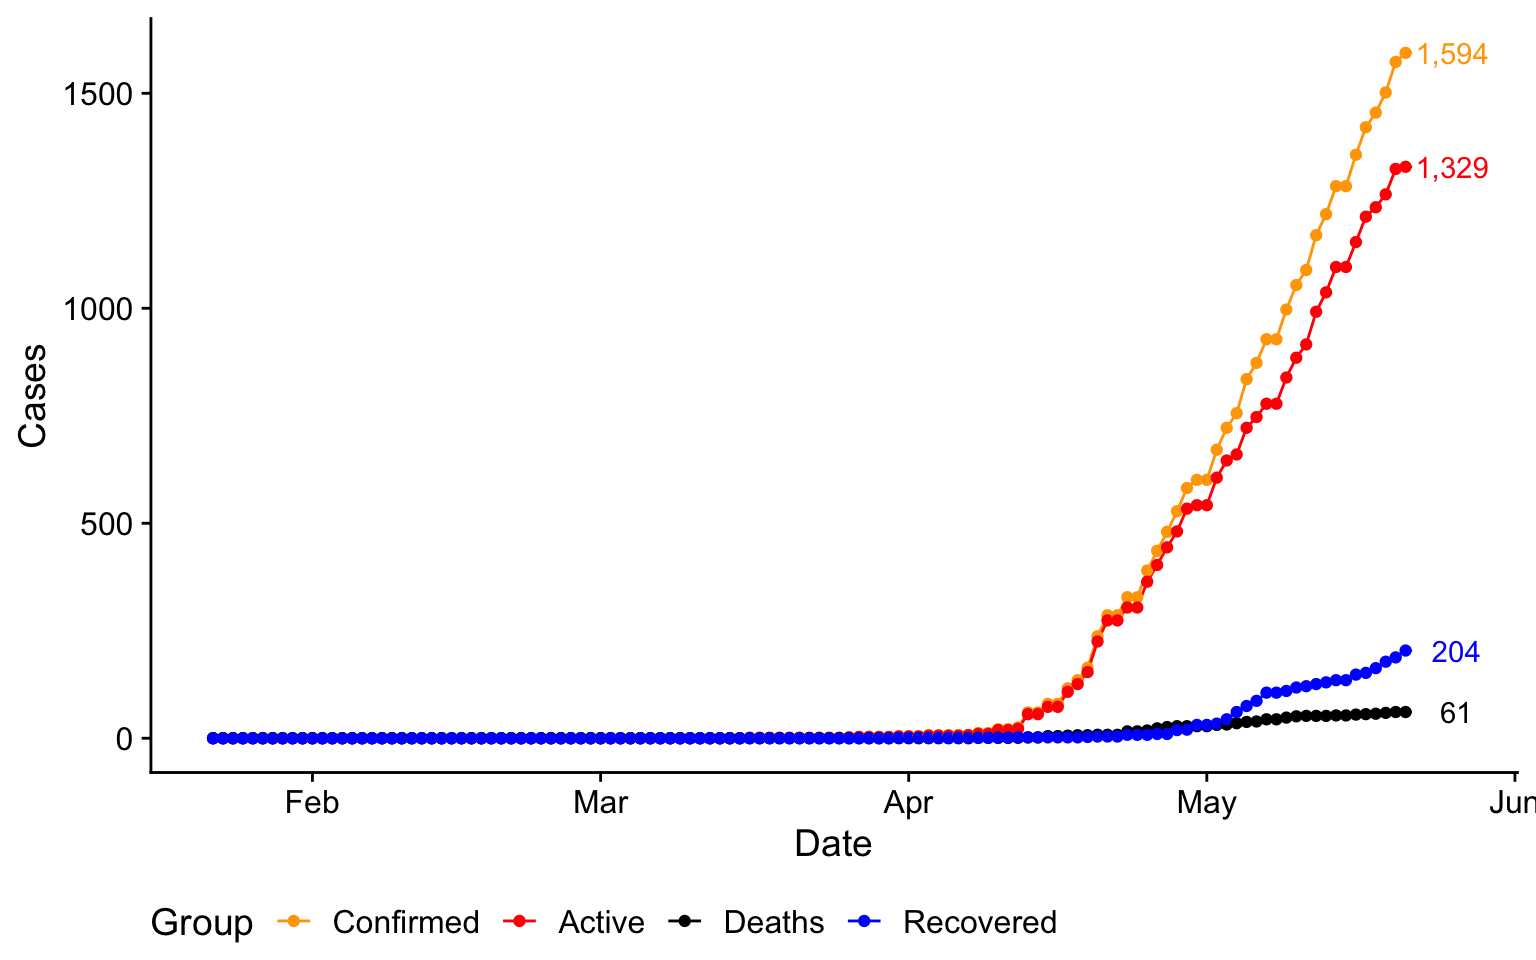 1,594
1500
1,329
1000
Cases
500
204
61
0
Feb Mar Apr May Jun
Date
Group Confirmed Active Deaths Recovered